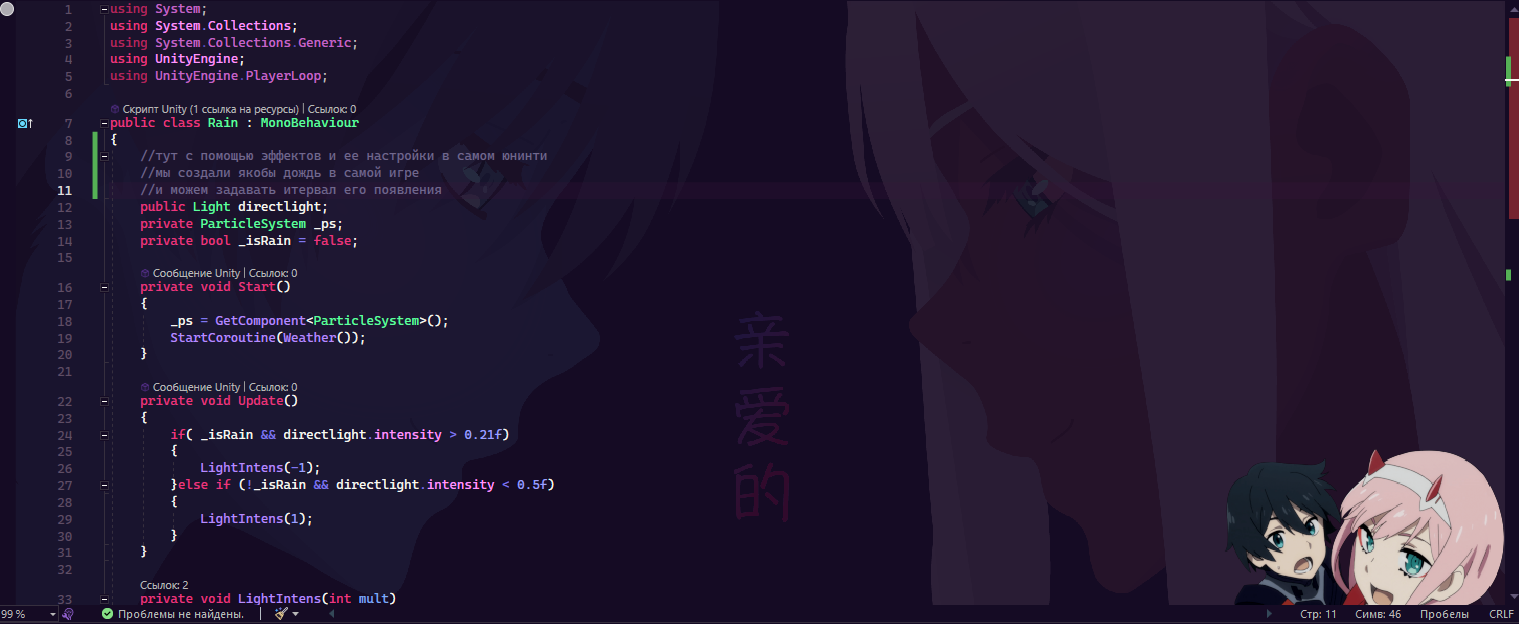 1 using System;
2 using System.Collections;
3 using System.Collections.Generic;
4 using UnityEngine;
5 using UnityEngine.PlayerLoop;
6
Скрипт Unity (1 ссылка на ресурсы) | Ссылок: 0
7 public class Rain : MonoBehaviour
8 {
9 //тут с помощью эффектов и ее настройки в самом юнинти
10 //мы создали якобы дождь в самой игре
11 //и можем задавать итервал его появления
12 public Light directlight;
13 private ParticleSystem _ps;
14 private bool _isRain = false;
15
Сообщение Unity | Ссылок: 0
16 private void Start()
17 {
18 _ps = GetComponent<ParticleSystem>();
19 StartCoroutine(Weather());
20 }
21
Сообщение Unity | Ссылок: 0
22 private void Update()
23 {
24 if( _isRain && directlight.intensity > 0.21f)
25 {
26 LightIntens(-1);
27 }else if (!_isRain && directlight.intensity < 0.5f)
28 {
29 LightIntens(1);
30 }
31 }
32
Ссылок: 2
33 private void LightIntens(int mult)
亲
爱
的
99 % Проблемы не найдены. Стр: 11 Симв: 46 Пробелы CRLF